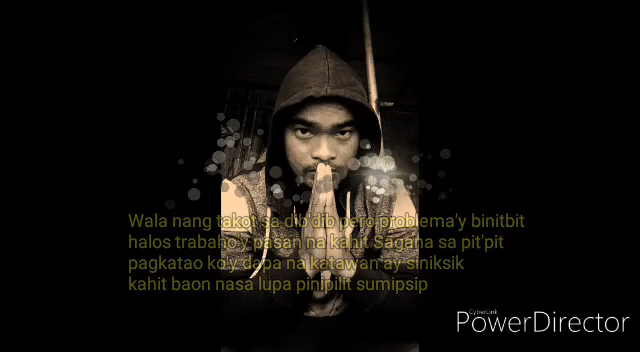 Wala nang takot sa dib'dib pero problema'y binitbit
halos trabaho'y pasan na kahit Sagana sa pit'pit
pagkatao ko'y dapa na katawan'ay siniksik
kahit baon nasa lupa pinipilit sumipsip
CyberLink
PowerDirector